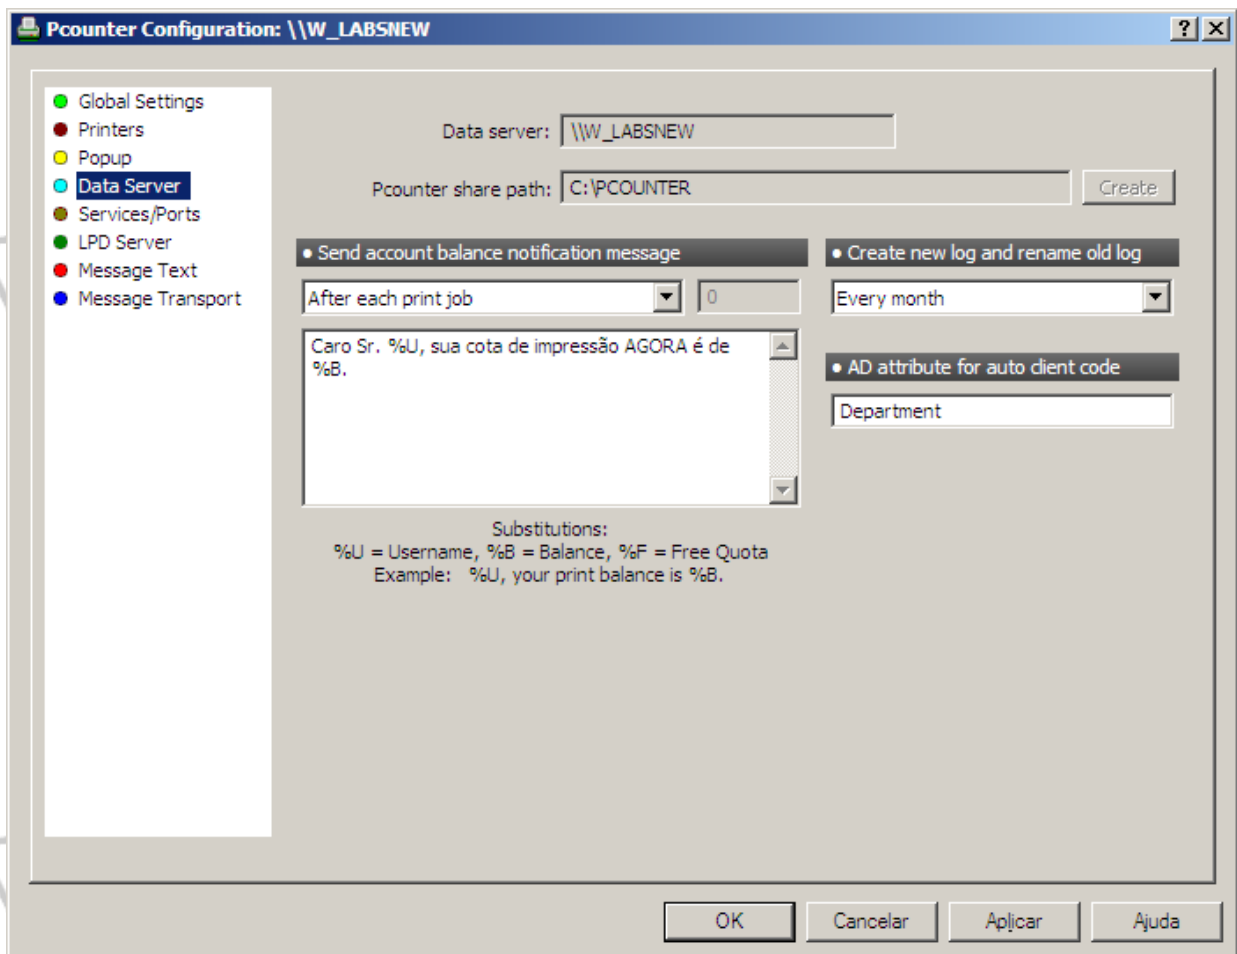 Pcounter Configuration: \\W_LABSNEW
Global Settings
Printers
Popup
Data Server
Services/Ports
LPD Server
Message Text
Message Transport
Data server: \\W_LABSNEW
Pcounter share path: C:\PCOUNTER Create
• Send account balance notification message
After each print job 0
Caro Sr. %U, sua cota de impressão AGORA é de
%B.
Substitutions:
%U = Username, %B = Balance, %F = Free Quota
Example: %U, your print balance is %B.
• Create new log and rename old log
Every month
• AD attribute for auto client code
Department
OK Cancelar Aplicar Ajuda